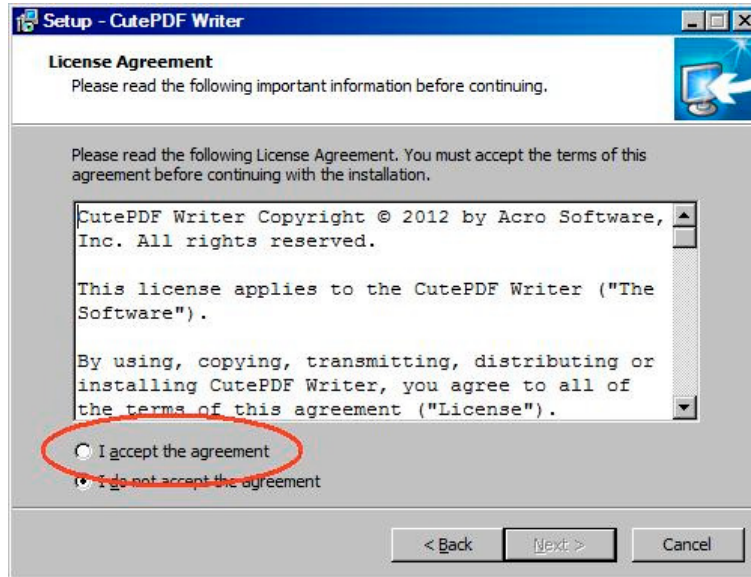 Setup - CutePDF Writer
License Agreement
Please read the following important information before continuing.
Please read the following License Agreement. You must accept the terms of this
agreement before continuing with the installation.
CutePDF Writer Copyright © 2012 by Acro Software,
Inc. All rights reserved.
This license applies to the CutePDF Writer ("The
Software").
By using, copying, transmitting, distributing or
installing CutePDF Writer, you agree to all of
the terms of this agreement ("License").
I accept the agreement
I do not accept the agreement
< Back
Next >
Cancel